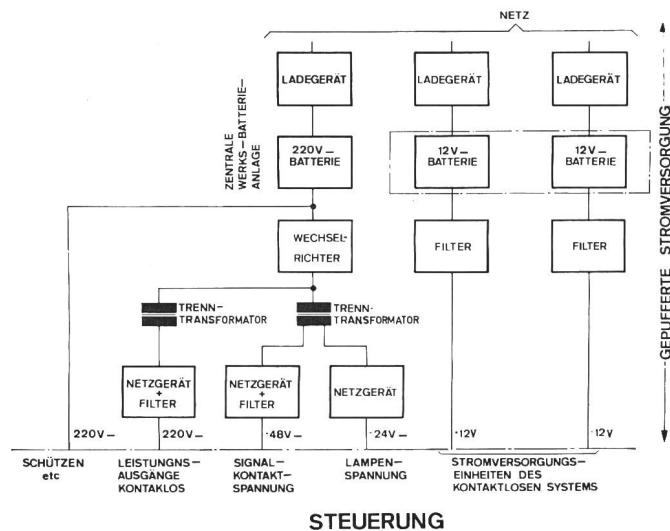 NETZ
LADEGERÄT
LADEGERÄT
LADEGERÄT
ZENTRALE
WERKS-BATTERIE-
ANLAGE
220V-
BATTERIE
12V-
BATTERIE
12V-
BATTERIE
GEPUFFERTE STROMVERSORGUNG
WECHSEL-
RICHTER
FILTER
FILTER
TRENN-
TRANSFORMATOR
TRENN-
TRANSFORMATOR
NETZGERÄT
+
FILTER
NETZGERÄT
+
FILTER
NETZGERÄT
220V-
220V-
·48V-
·24V-
·12V
·12V
SCHÜTZEN
etc
LEISTUNGNS-
AUSGÄNGE
KONTAKLOS
SIGNAL-
KONTAKT-
SPANNUNG
LAMPEN-
SPANNUNG
STROMVERSORGUNGS-
EINHEITEN DES
KONTAKTLOSEN SYSTEMS
STEUERUNG